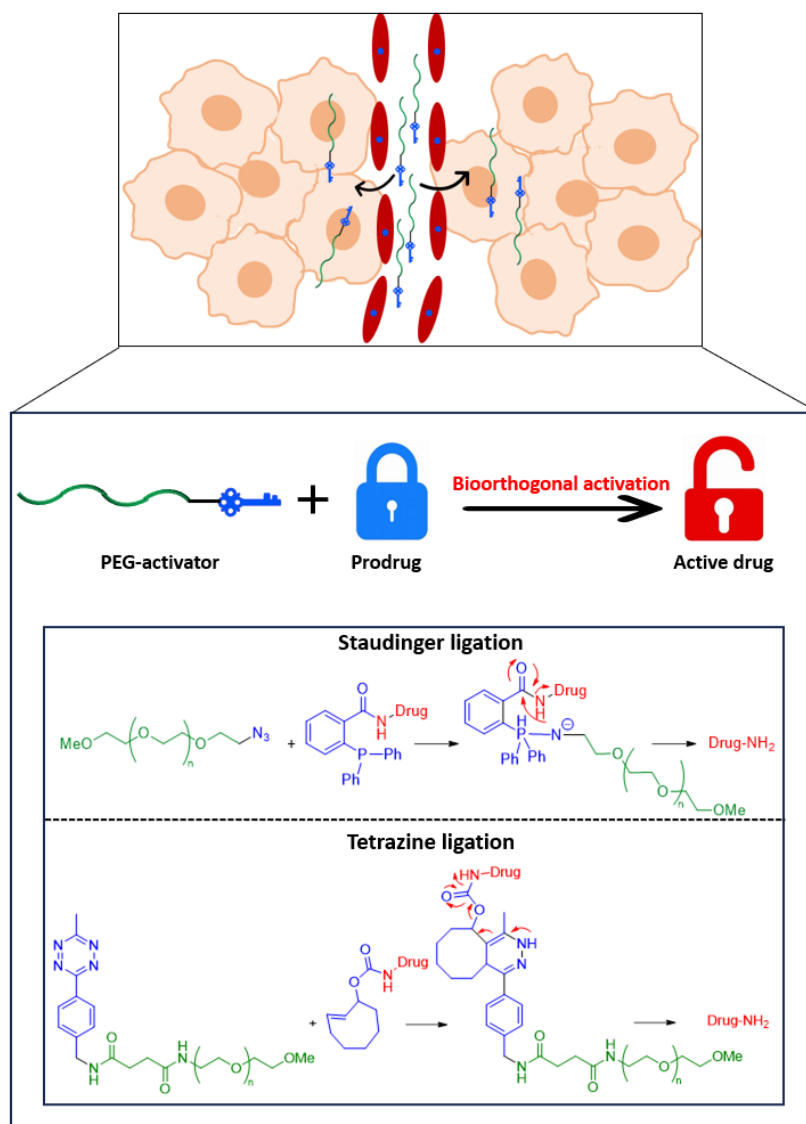 Bioorthogonal activation
PEG-activator
Prodrug
Active drug
Staudinger ligation
MeO O ( O ) n O N3
+
O
N
H
Drug
P
Ph
Ph
O
N
H
Drug
H
P
N
Ph
Ph
O ( O ) n OMe
Drug-NH2
Tetrazine ligation
N N
N N
N
H
O
O
H
N
( O ) n OMe
+
O
O
N
H
Drug
HN
Drug
O
O
NH
N
N
H
O
O
H
N
( O ) n OMe
Drug-NH2